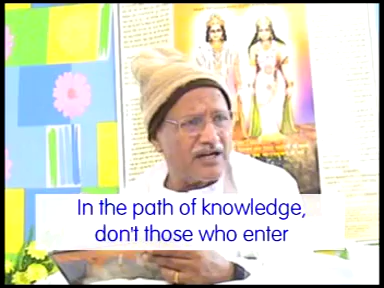 In the path of knowledge,
don't those who enter